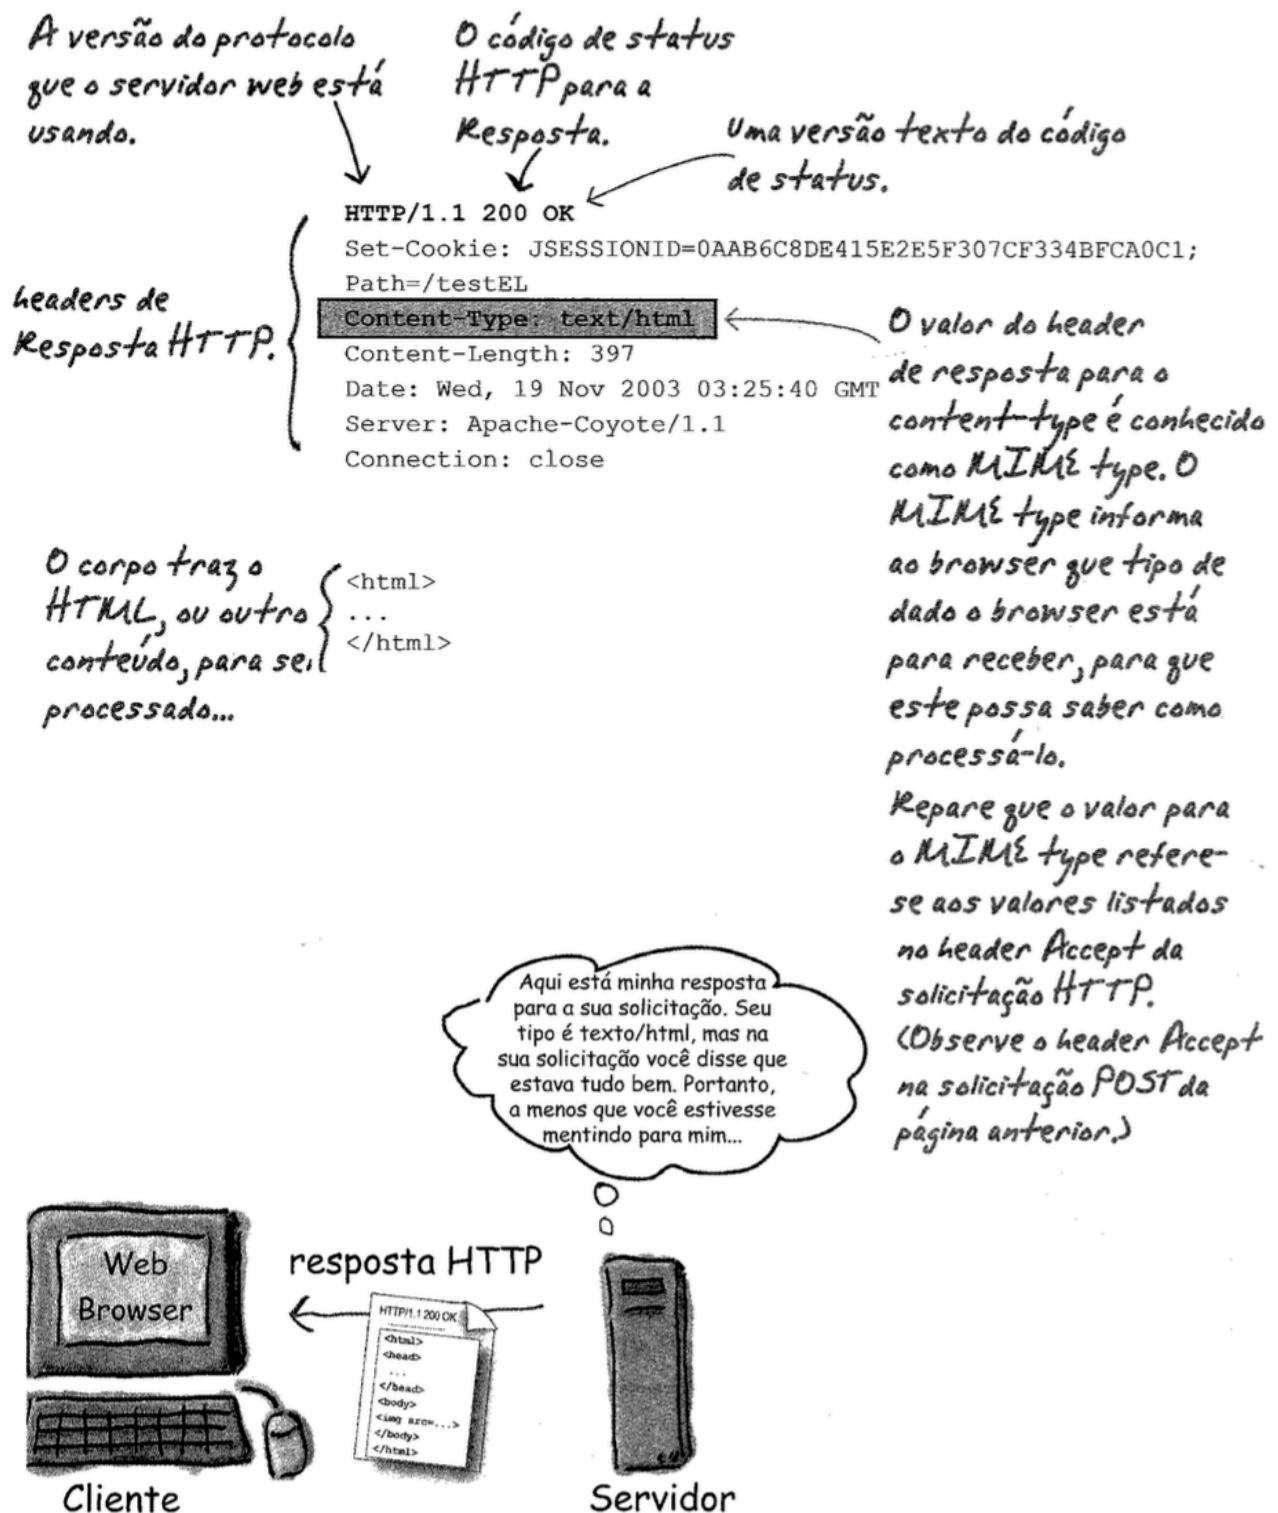 A versão do protocolo
que o servidor web está
usando.
O código de status
HTTP para a
Resposta.
Uma versão texto do código
de status.
HTTP/1.1 200 OK
Set-Cookie: JSESSIONID=0AAB6C8DE415E2E5F307CF334BFCA0C1;
Path=/testEL
Content-Type: text/html
Content-Length: 397
Date: Wed, 19 Nov 2003 03:25:40 GMT
Server: Apache-Coyote/1.1
Connection: close
headers de
Resposta HTTP.
O valor do header
de resposta para o
content-type é conhecido
como MIME type. O
MIME type informa
ao browser que tipo de
dado o browser está
para receber, para que
este possa saber como
processá-lo.
Repare que o valor para
o MIME type refere-
se aos valores listados
no header Accept da
solicitação HTTP.
(Observe o header Accept
na solicitação POST da
página anterior.)
O corpo traz o
HTML, ou outro
conteúdo, para ser
processado...
<html>
...
</html>
Aqui está minha resposta
para a sua solicitação. Seu
tipo é texto/html, mas na
sua solicitação você disse que
estava tudo bem. Portanto,
a menos que você estivesse
mentindo para mim...
Web
Browser
resposta HTTP
HTTP/1.1 200 OK
<html>
<head>
...
</head>
<body>
<img src=...>
</body>
</html>
Cliente
Servidor